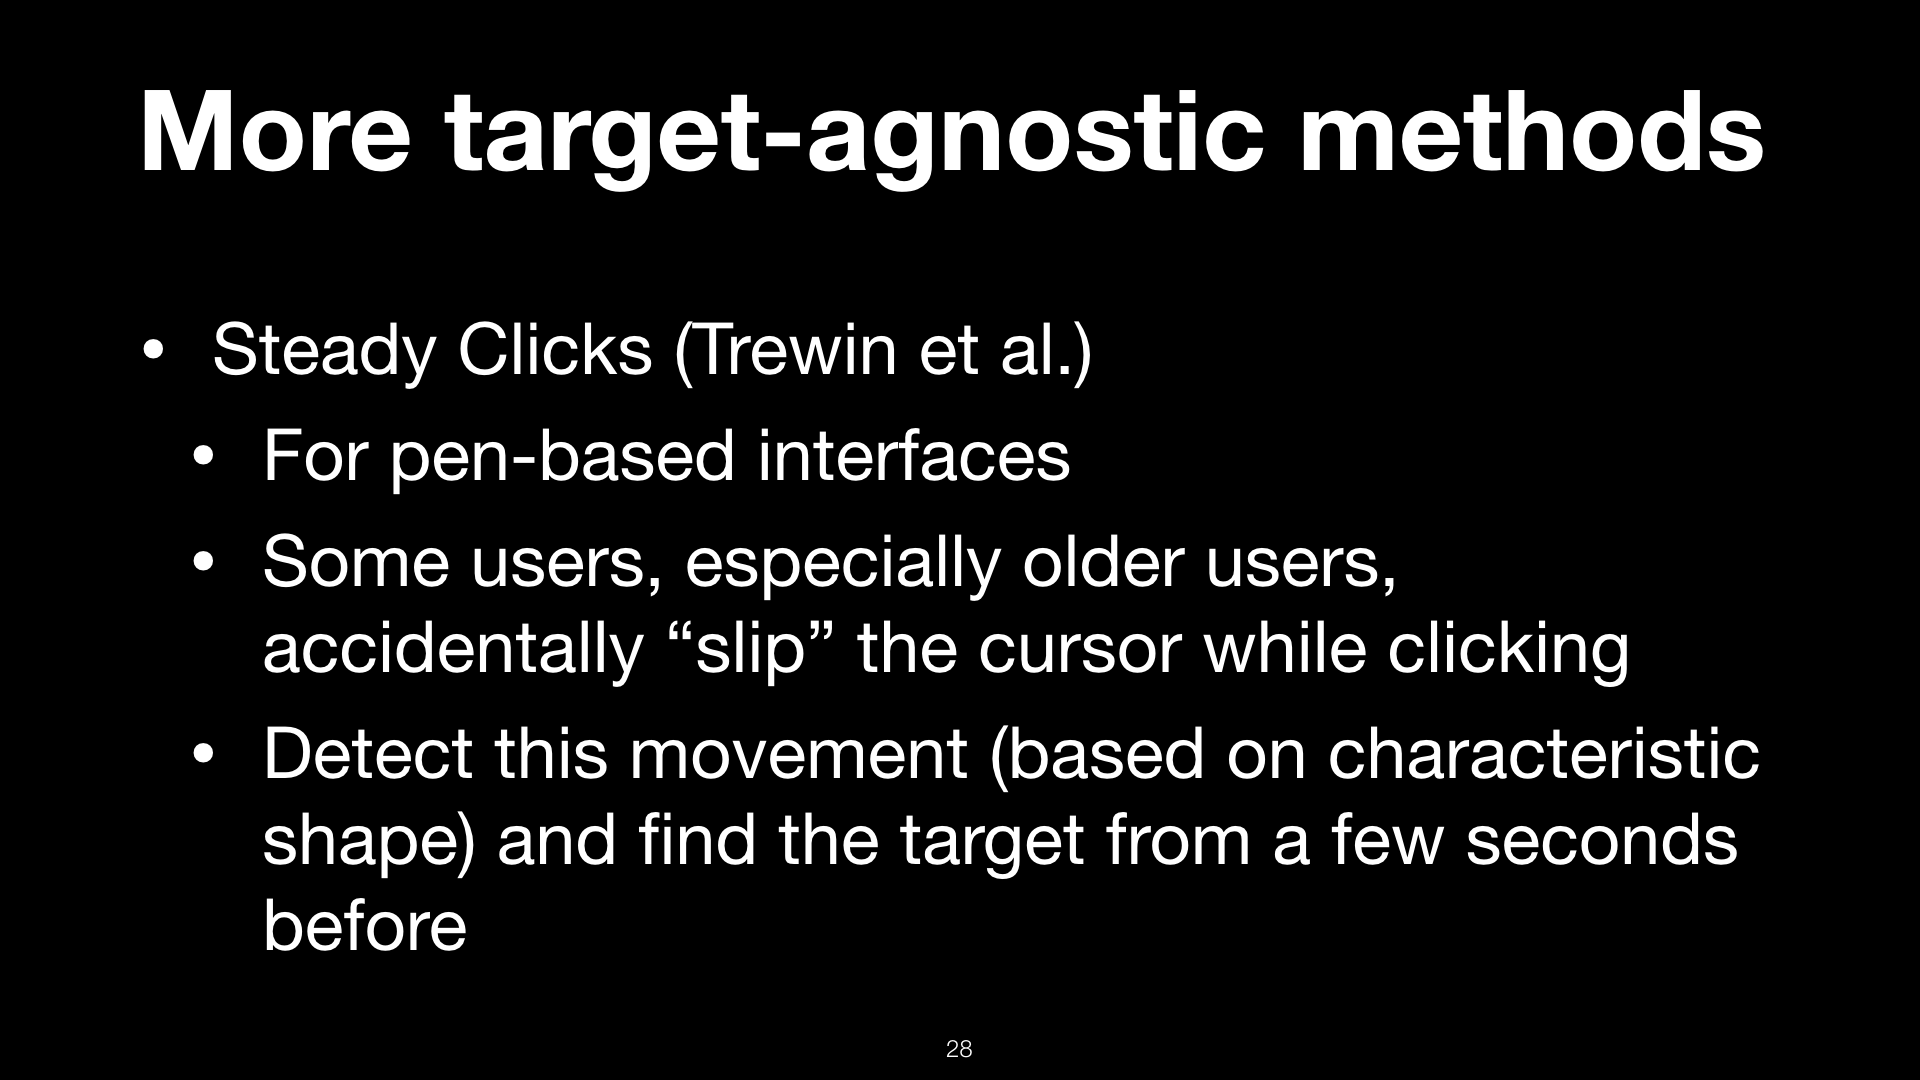 More target-agnostic methods
• Steady Clicks (Trewin et al.)
• For pen-based interfaces
• Some users, especially older users,
accidentally “slip” the cursor while clicking
• Detect this movement (based on characteristic
shape) and find the target from a few seconds
before
28